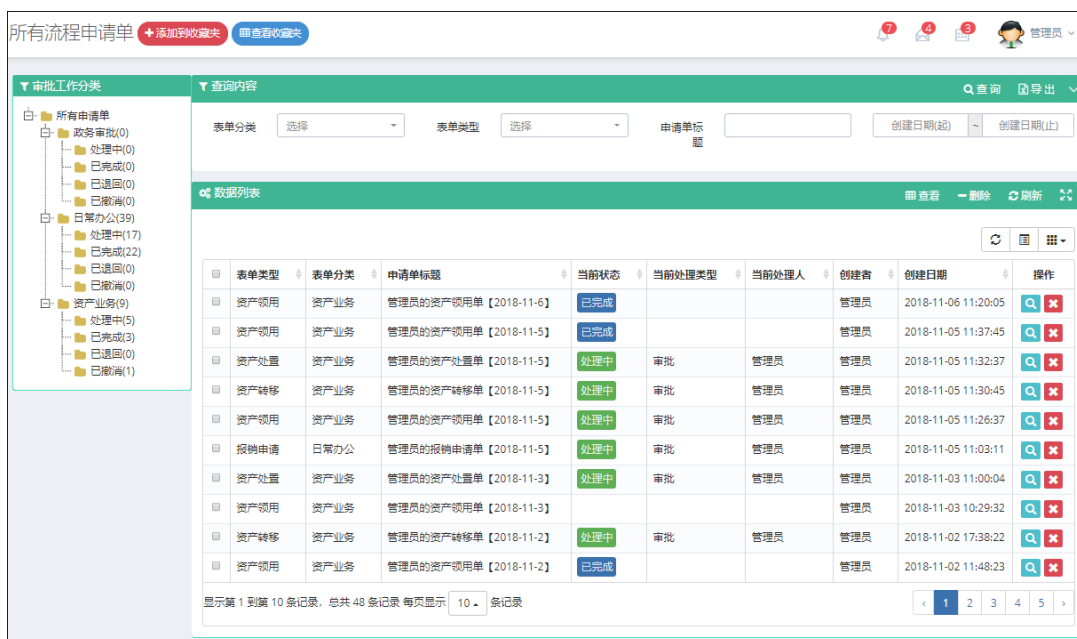 所有流程申请单 添加到收藏夹 查看收藏夹 7 4 3 管理员
审批工作分类
所有申请单
政务审批(0)
处理中(0)
已完成(0)
已退回(0)
已撤消(0)
日常办公(39)
处理中(17)
已完成(22)
已退回(0)
已撤消(0)
资产业务(9)
处理中(5)
已完成(3)
已退回(0)
已撤消(1)
查询内容 查询 导出
表单分类 选择 表单类型 选择 申请单标题 创建日期(起) ~ 创建日期(止)
数据列表 查看 删除 刷新
表单类型 表单分类 申请单标题 当前状态 当前处理类型 当前处理人 创建者 创建日期 操作
资产领用 资产业务 管理员的资产领用单【2018-11-6】 已完成 管理员 2018-11-06 11:20:05
资产领用 资产业务 管理员的资产领用单【2018-11-5】 已完成 管理员 2018-11-05 11:37:45
资产处置 资产业务 管理员的资产处置单【2018-11-5】 处理中 审批 管理员 管理员 2018-11-05 11:32:37
资产转移 资产业务 管理员的资产转移单【2018-11-5】 处理中 审批 管理员 管理员 2018-11-05 11:30:45
资产领用 资产业务 管理员的资产领用单【2018-11-5】 处理中 审批 管理员 管理员 2018-11-05 11:26:37
报销申请 日常办公 管理员的报销申请单【2018-11-5】 处理中 审批 管理员 管理员 2018-11-05 11:03:11
资产处置 资产业务 管理员的资产处置单【2018-11-3】 处理中 审批 管理员 管理员 2018-11-03 11:00:04
资产领用 资产业务 管理员的资产领用单【2018-11-3】 管理员 2018-11-03 10:29:32
资产转移 资产业务 管理员的资产转移单【2018-11-2】 处理中 审批 管理员 管理员 2018-11-02 17:38:22
资产领用 资产业务 管理员的资产领用单【2018-11-2】 已完成 管理员 2018-11-02 11:48:23
显示第 1 到第 10 条记录，总共 48 条记录 每页显示 10 条记录 ‹ 1 2 3 4 5 ›